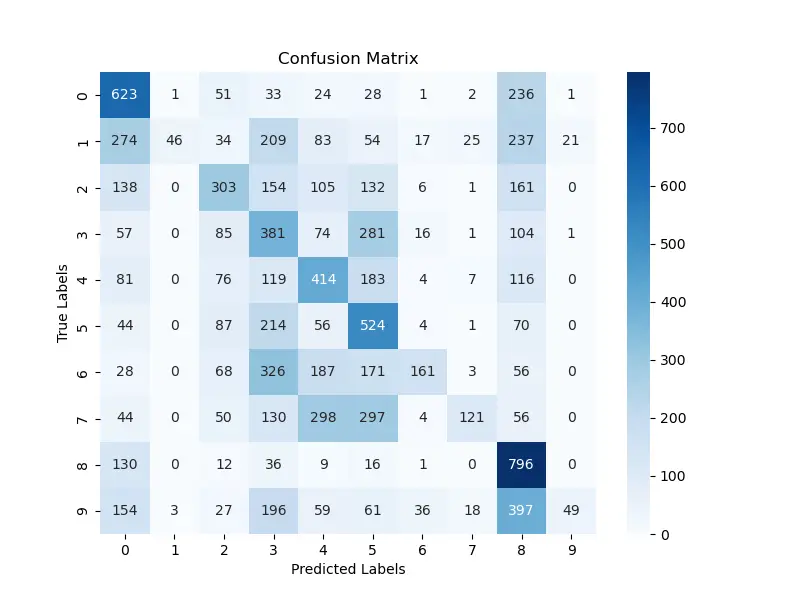 Confusion Matrix
0 623 1 51 33 24 28 1 2 236 1
1 274 46 34 209 83 54 17 25 237 21
2 138 0 303 154 105 132 6 1 161 0
3 57 0 85 381 74 281 16 1 104 1
4 81 0 76 119 414 183 4 7 116 0
5 44 0 87 214 56 524 4 1 70 0
6 28 0 68 326 187 171 161 3 56 0
7 44 0 50 130 298 297 4 121 56 0
8 130 0 12 36 9 16 1 0 796 0
9 154 3 27 196 59 61 36 18 397 49
0 1 2 3 4 5 6 7 8 9
Predicted Labels
True Labels
700
600
500
400
300
200
100
0